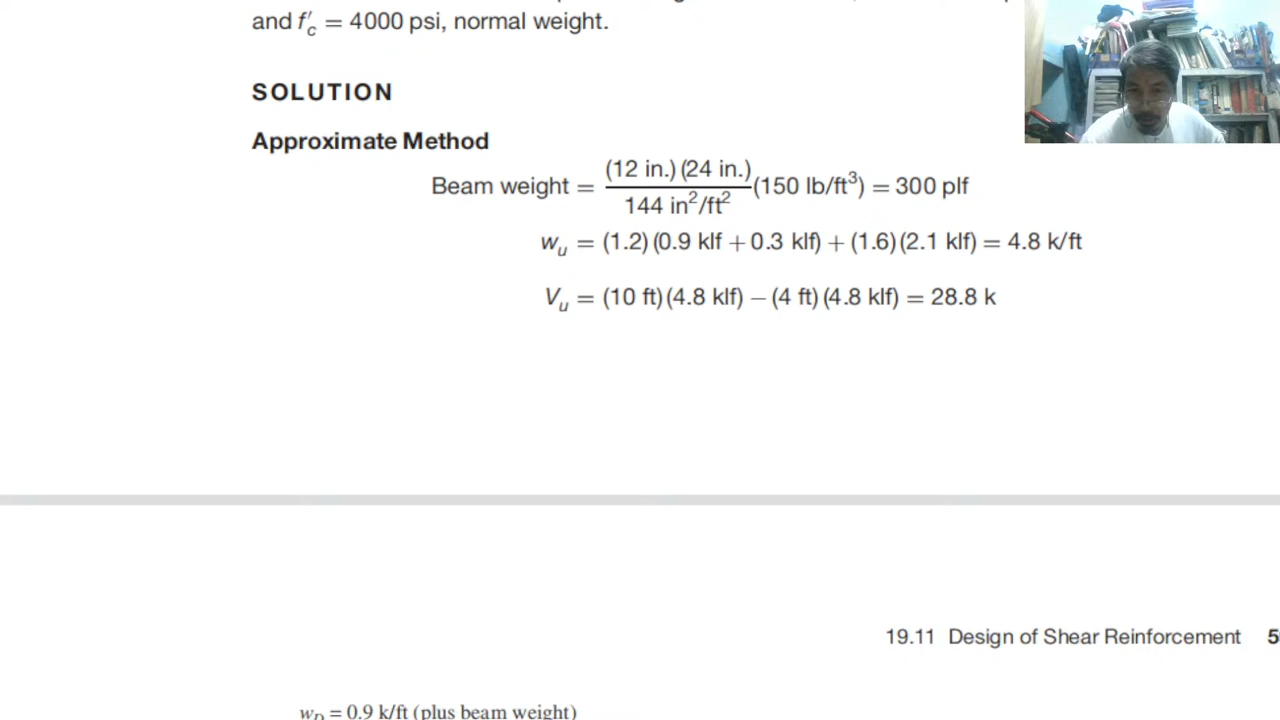 and f′c = 4000 psi, normal weight.
SOLUTION
Approximate Method
Beam weight = (12 in.) (24 in.) / 144 in²/ft² (150 lb/ft³) = 300 plf
wu = (1.2) (0.9 klf + 0.3 klf) + (1.6) (2.1 klf) = 4.8 k/ft
Vu = (10 ft) (4.8 klf) − (4 ft) (4.8 klf) = 28.8 k
19.11 Design of Shear Reinforcement
wD = 0.9 k/ft (plus beam weight)